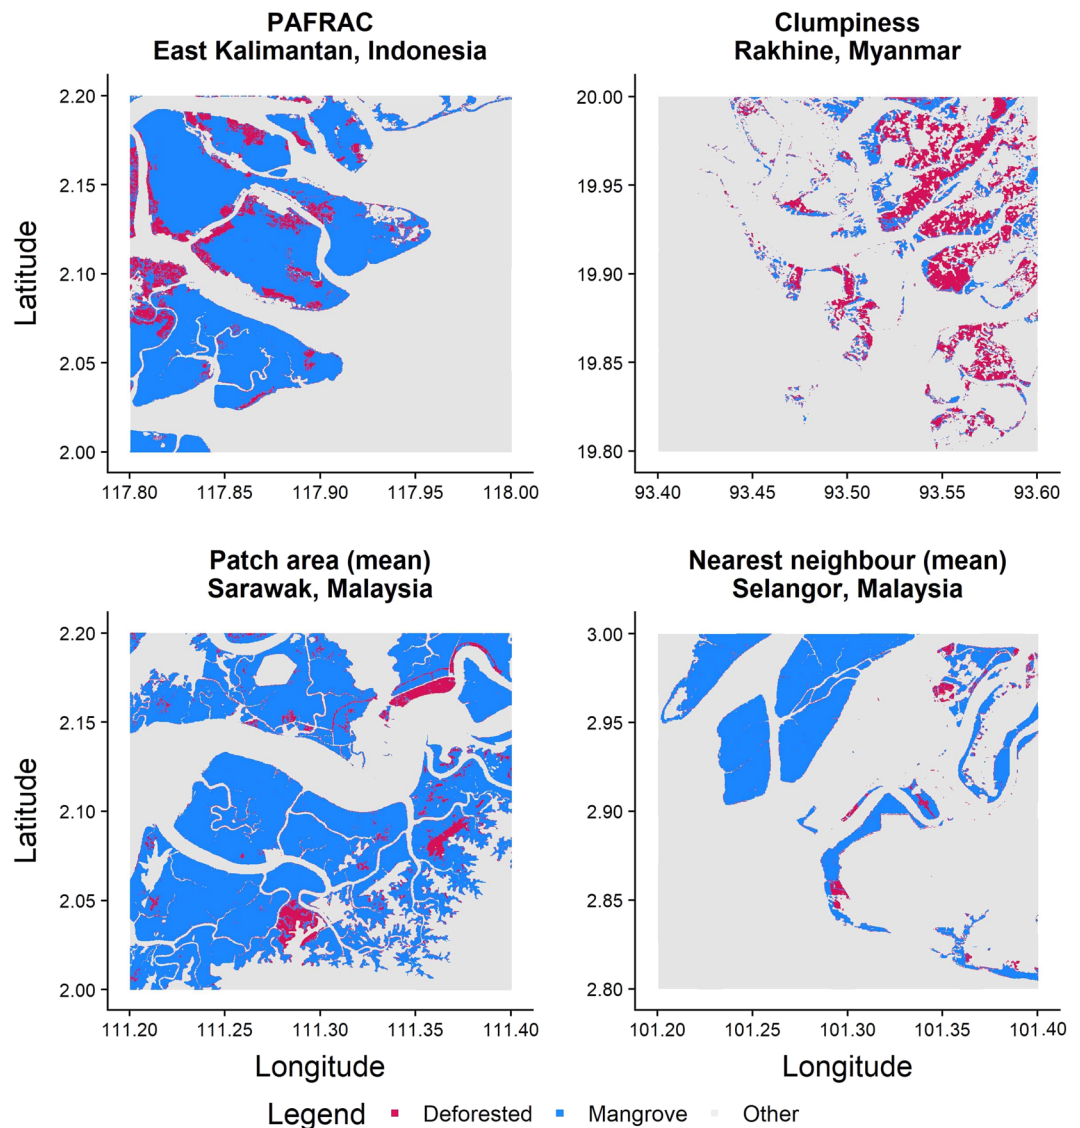 PAFRAC
East Kalimantan, Indonesia
Clumpiness
Rakhine, Myanmar
Latitude
2.20
2.15
2.10
2.05
2.00
117.80 117.85 117.90 117.95 118.00
20.00
19.95
19.90
19.85
19.80
93.40 93.45 93.50 93.55 93.60
Patch area (mean)
Sarawak, Malaysia
Nearest neighbour (mean)
Selangor, Malaysia
Latitude
2.20
2.15
2.10
2.05
2.00
111.20 111.25 111.30 111.35 111.40
Longitude
3.00
2.95
2.90
2.85
2.80
101.20 101.25 101.30 101.35 101.40
Longitude
Legend Deforested Mangrove Other